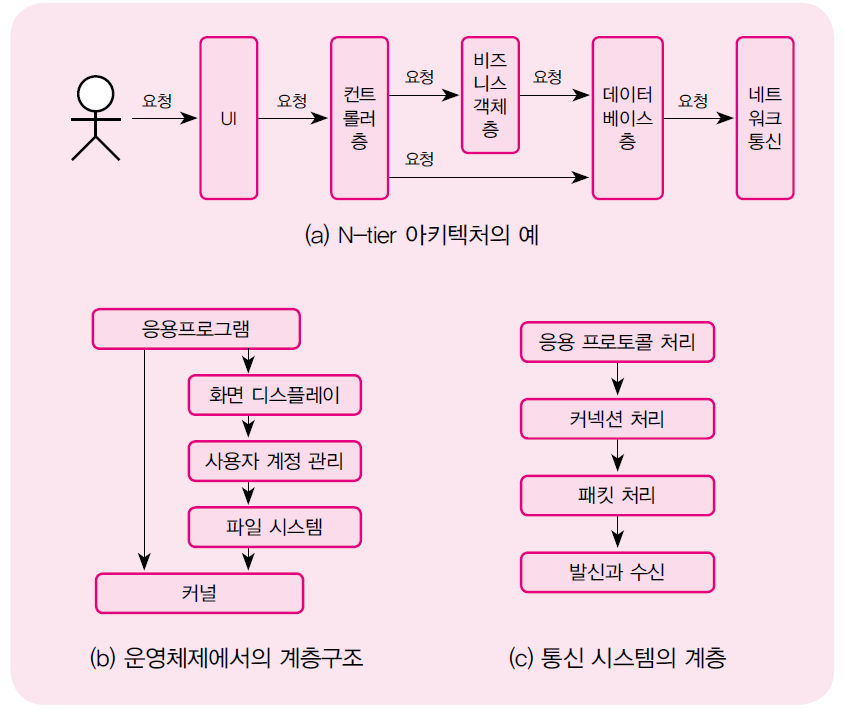 요청
UI
요청
컨트
롤러
층
요청
요청
비즈
니스
객체
층
요청
데이터
베이스
층
요청
네트
워크
통신
(a) N-tier 아키텍처의 예
응용프로그램
화면 디스플레이
사용자 계정 관리
파일 시스템
커널
(b) 운영체제에서의 계층구조
응용 프로토콜 처리
커넥션 처리
패킷 처리
발신과 수신
(c) 통신 시스템의 계층